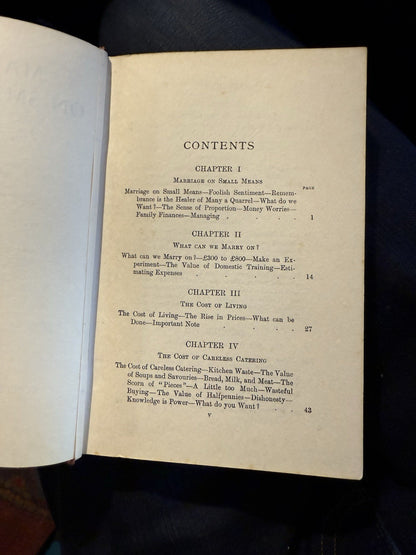 CONTENTS
CHAPTER I
Marriage on Small Means
PAGE
Marriage on Small Means—Foolish Sentiment—Remem-
brance is the Healer of Many a Quarrel—What do we
Want?—The Sense of Proportion—Money Worries—
Family Finances—Managing . . . . . 1
CHAPTER II
What can we Marry on?
What can we Marry on?—£300 to £800—Make an Ex-
periment—The Value of Domestic Training—Esti-
mating Expenses . . . . . 14
CHAPTER III
The Cost of Living
The Cost of Living—The Rise in Prices—What can be
Done—Important Note . . . . . 27
CHAPTER IV
The Cost of Careless Catering
The Cost of Careless Catering—Kitchen Waste—The Value
of Soups and Savouries—Bread, Milk, and Meat—The
Scorn of "Pieces"—A Little too Much—Wasteful
Buying—The Value of Halfpennies—Dishonesty—
Knowledge is Power—What do you Want? . . . 43
v